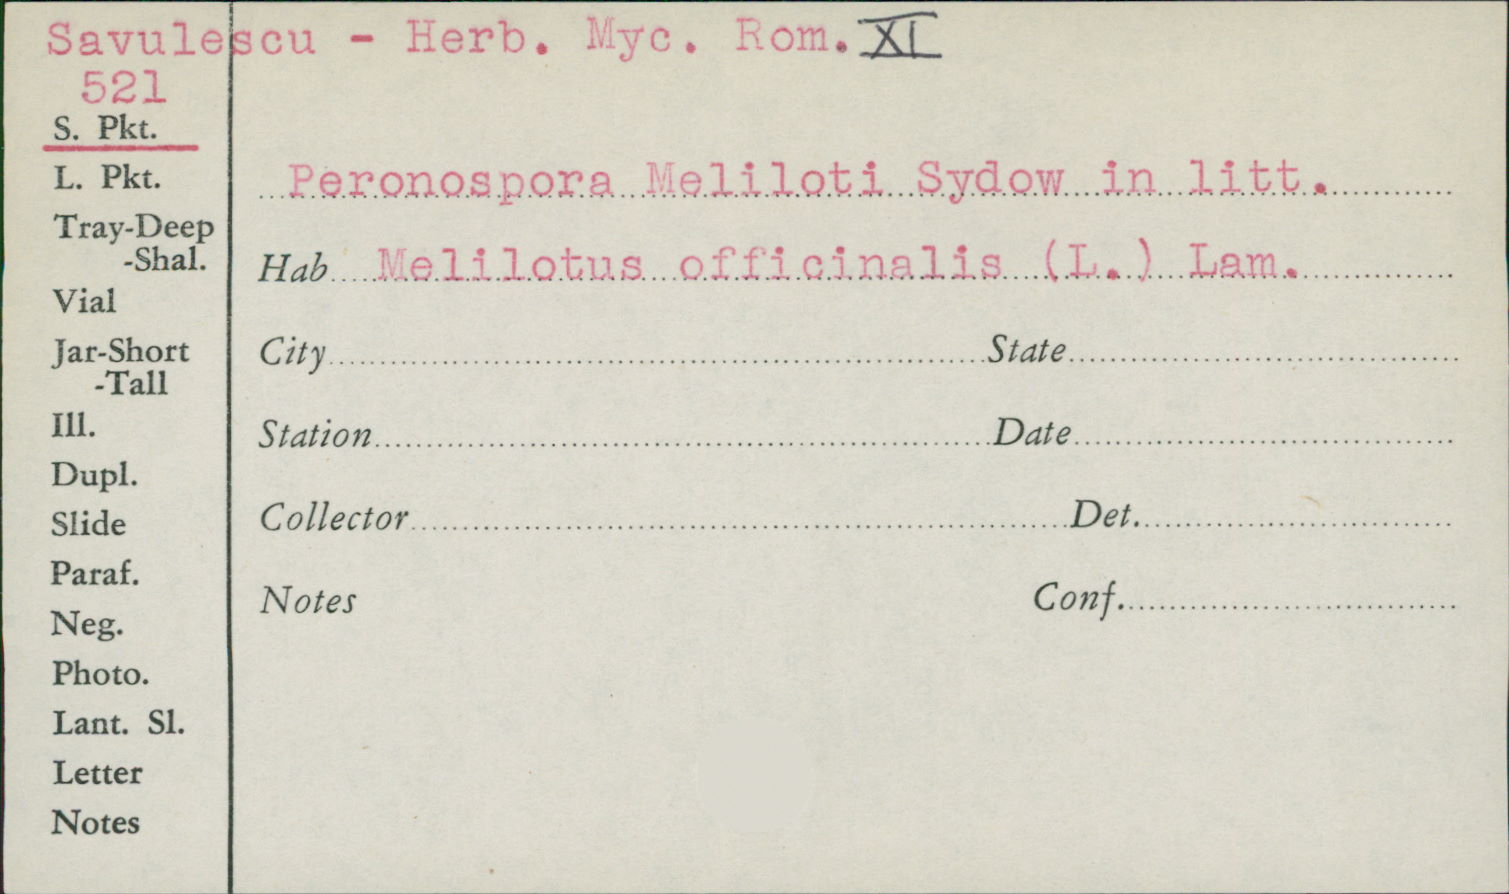 Savulescu - Herb. Myc. Rom. XI
521
S. Pkt.
L. Pkt.
Tray-Deep
-Shal.
Vial
Jar-Short
-Tall
Ill.
Dupl.
Slide
Paraf.
Neg.
Photo.
Lant. Sl.
Letter
Notes
Peronospora Meliloti Sydow in litt.
Hab Melilotus officinalis (L.) Lam.
City State
Station Date
Collector Det.
Notes Conf.